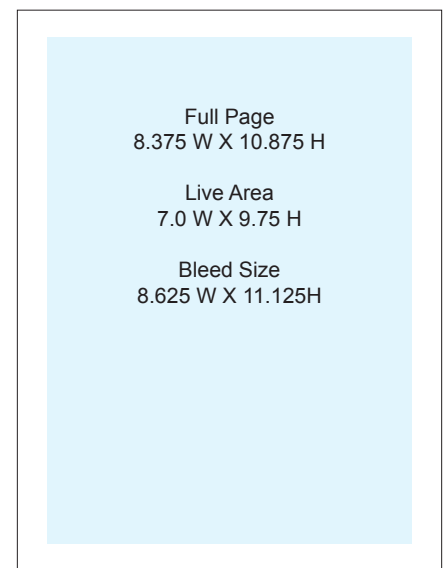 Full Page
8.375 W X 10.875 H
Live Area
7.0 W X 9.75 H
Bleed Size
8.625 W X 11.125H